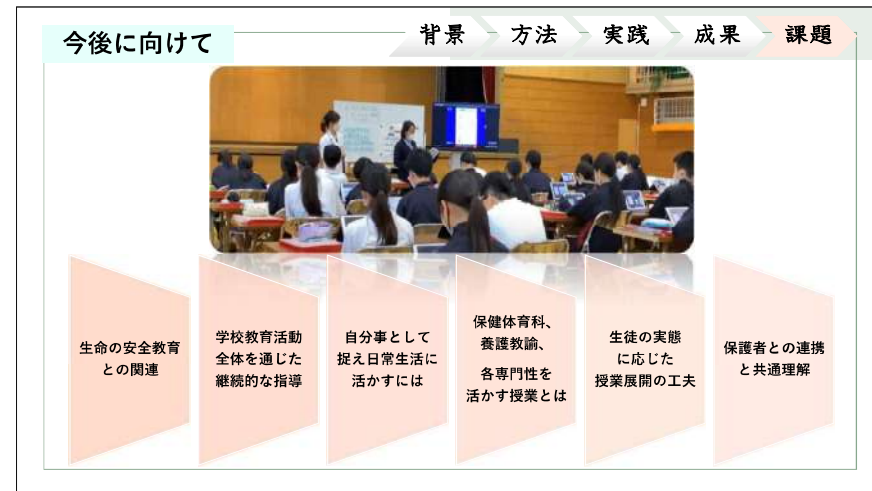 今後に向けて
背景
方法
実践
成果
課題
生命の安全教育
との関連
学校教育活動
全体を通じた
継続的な指導
自分事として
捉え日常生活に
活かすには
保健体育科、
養護教諭、
各専門性を
活かす授業とは
生徒の実態
に応じた
授業展開の工夫
保護者との連携
と共通理解